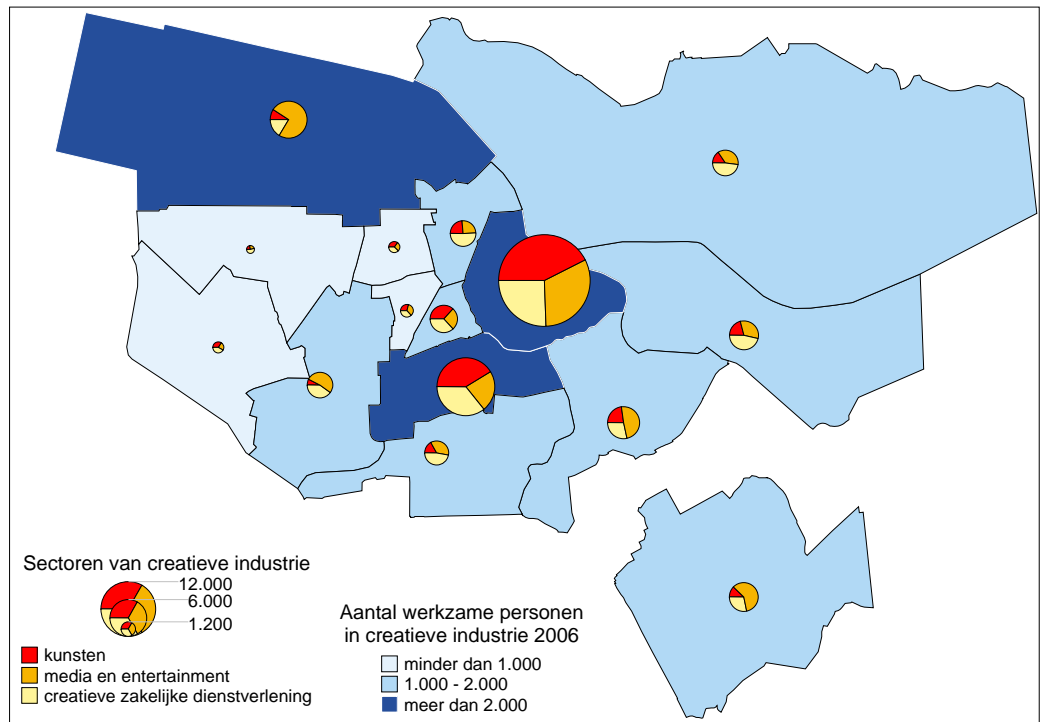 Sectoren van creatieve industrie
12.000
6.000
1.200
kunsten
media en entertainment
creatieve zakelijke dienstverlening
Aantal werkzame personen
in creatieve industrie 2006
minder dan 1.000
1.000 - 2.000
meer dan 2.000